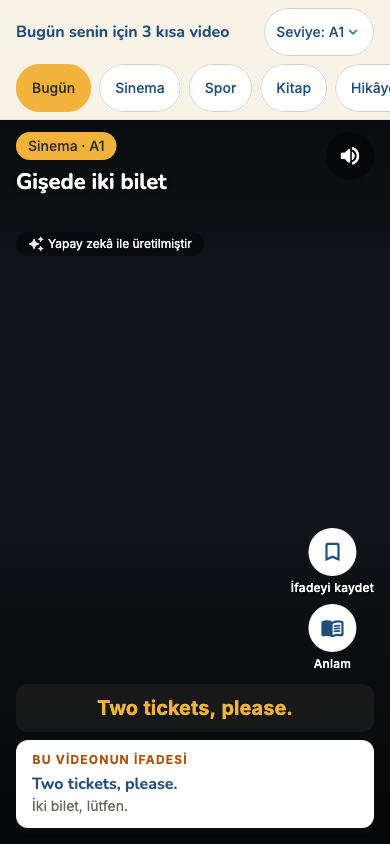 Bugün senin için 3 kısa video
Seviye: A1
Bugün
Sinema
Spor
Kitap
Hikâye
Sinema · A1
Gişede iki bilet
Yapay zekâ ile üretilmiştir
İfadeyi kaydet
Anlam
Two tickets, please.
BU VİDEONUN İFADESİ
Two tickets, please.
İki bilet, lütfen.